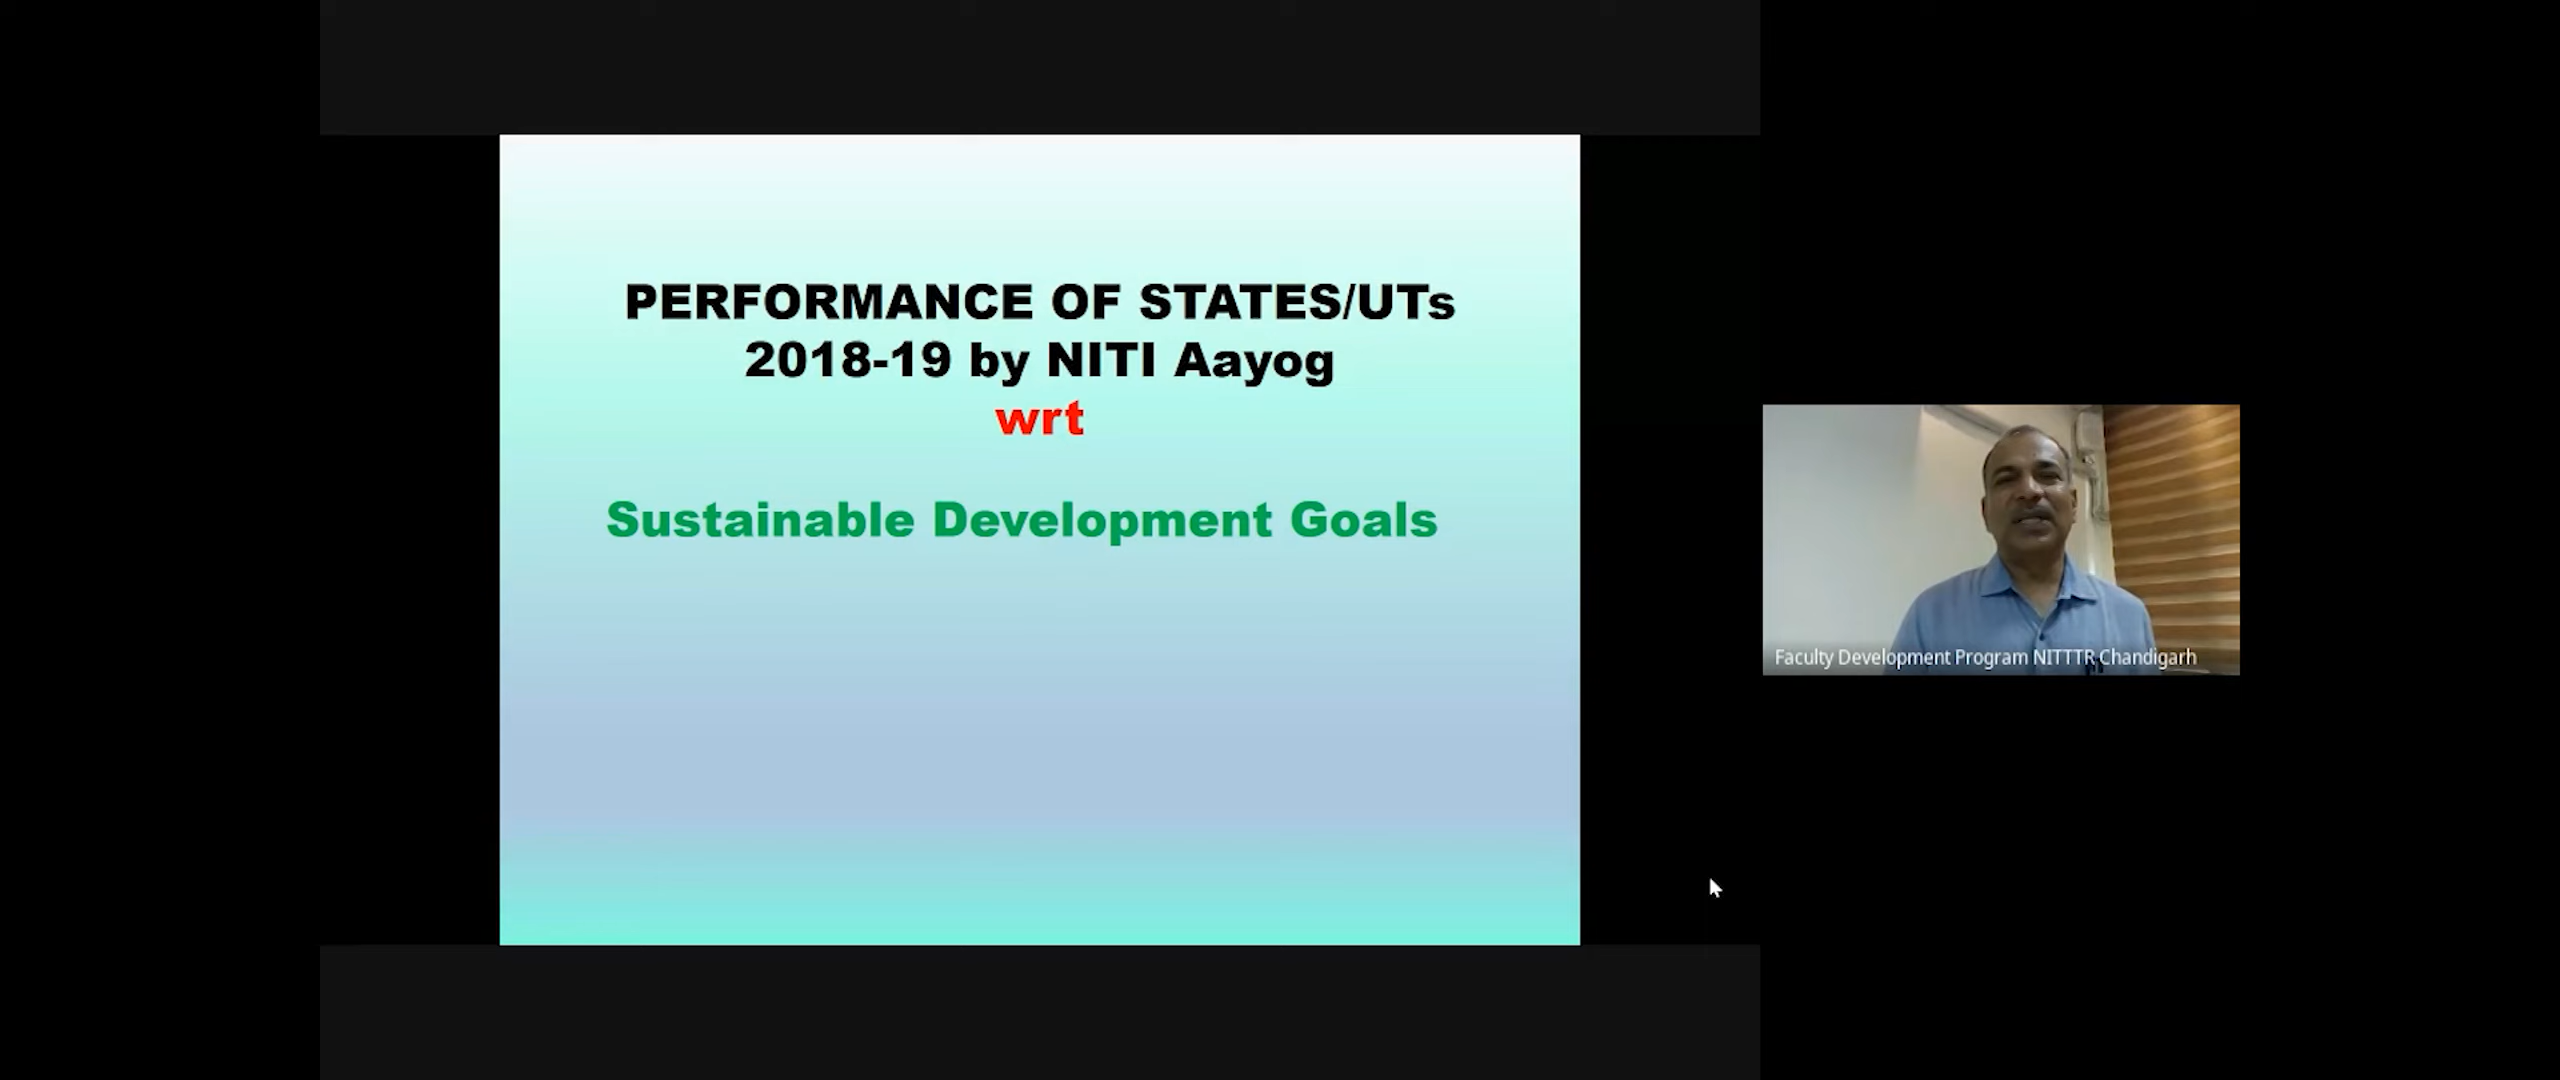 PERFORMANCE OF STATES/UTs
2018-19 by NITI Aayog
wrt
Sustainable Development Goals
Faculty Development Program NITTTR Chandigarh